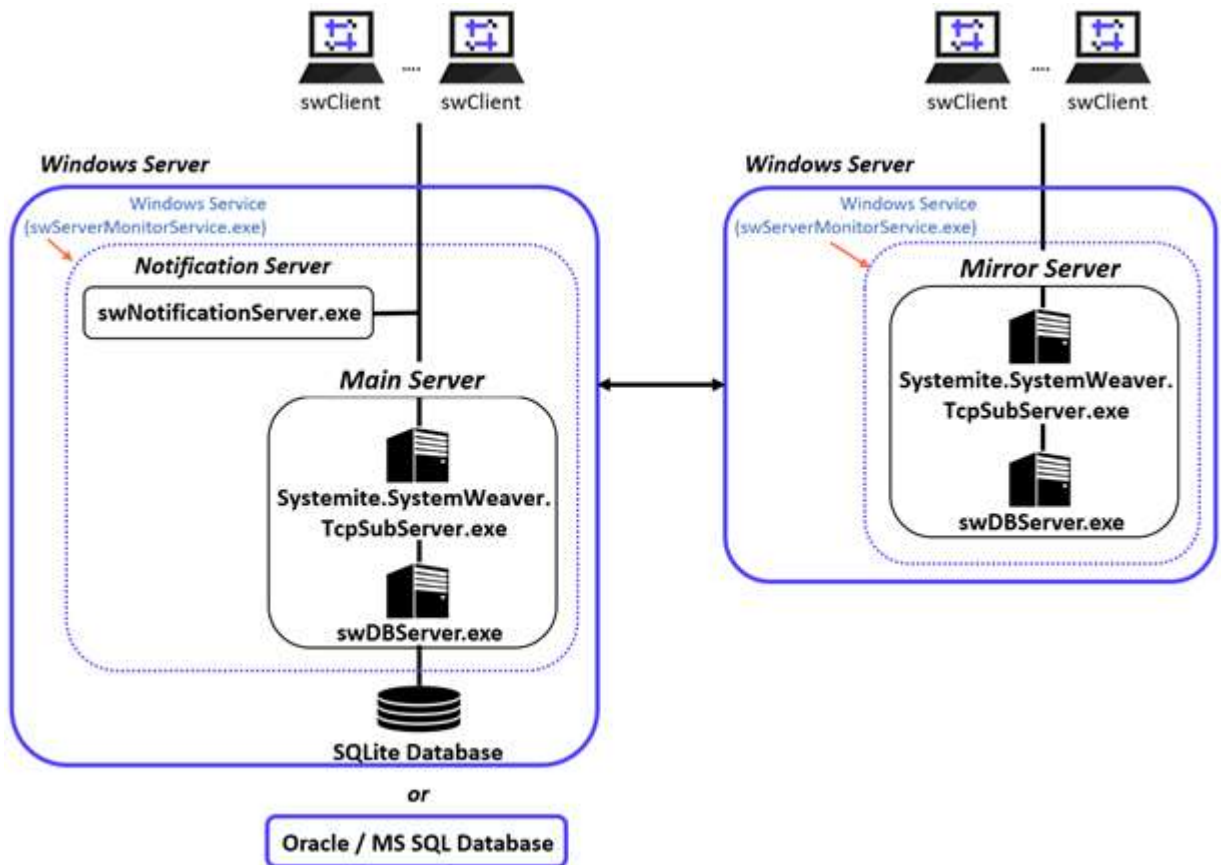 swClient
....
swClient
Windows Server
Windows Service
(swServerMonitorService.exe)
Notification Server
swNotificationServer.exe
Main Server
Systemite.SystemWeaver.
TcpSubServer.exe
swDBServer.exe
SQLite Database
or
Oracle / MS SQL Database
swClient
....
swClient
Windows Server
Windows Service
(swServerMonitorService.exe)
Mirror Server
Systemite.SystemWeaver.
TcpSubServer.exe
swDBServer.exe